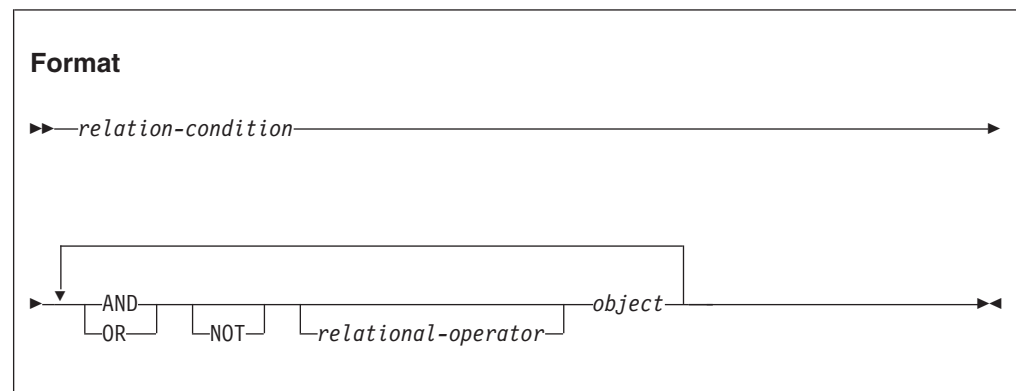 Format
relation-condition
AND object
OR NOT relational-operator